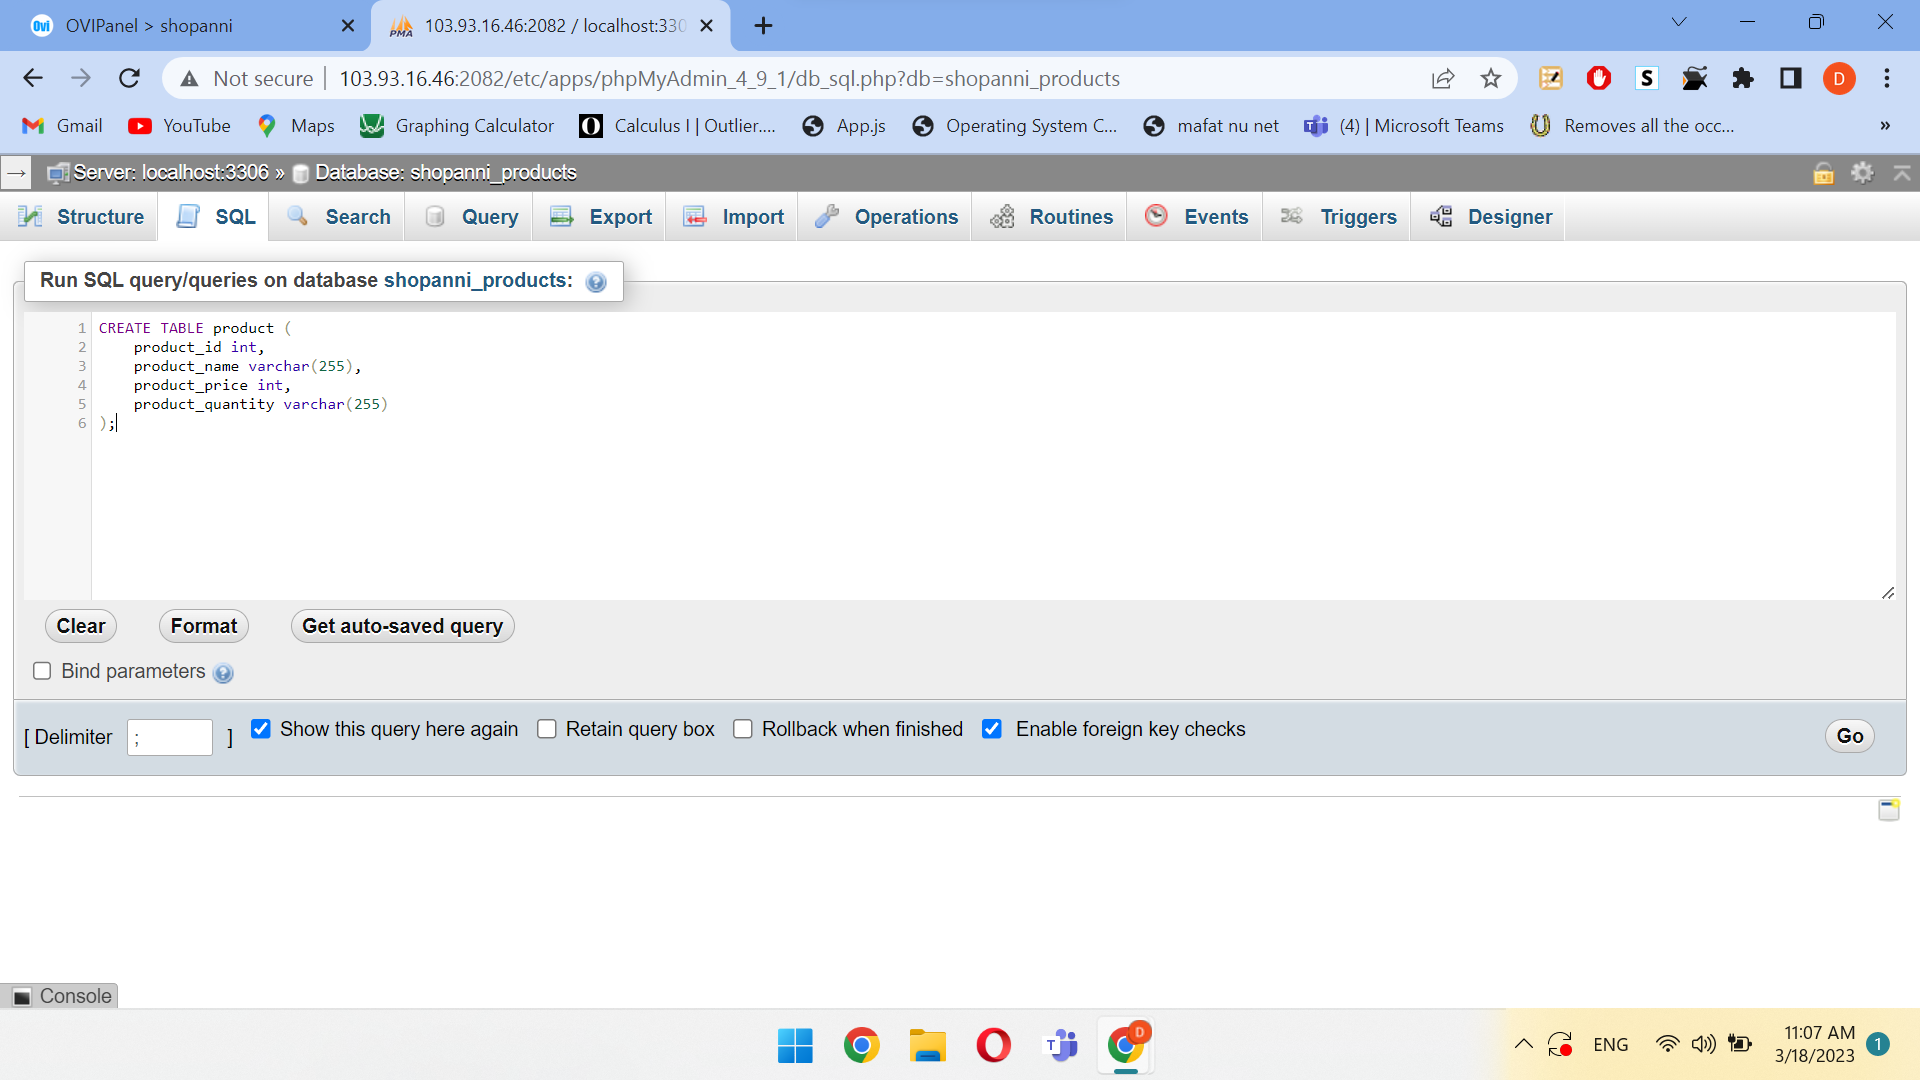 OVIPanel > shopanni
103.93.16.46:2082 / localhost:330
Not secure
103.93.16.46:2082/etc/apps/phpMyAdmin_4_9_1/db_sql.php?db=shopanni_products
Gmail
YouTube
Maps
Graphing Calculator
Calculus I | Outlier....
App.js
Operating System C...
mafat nu net
(4) | Microsoft Teams
Removes all the occ...
»
Server: localhost:3306 » Database: shopanni_products
Structure
SQL
Search
Query
Export
Import
Operations
Routines
Events
Triggers
Designer
Run SQL query/queries on database shopanni_products:
1 CREATE TABLE product (
2 product_id int,
3 product_name varchar(255),
4 product_price int,
5 product_quantity varchar(255)
6 );
Clear
Format
Get auto-saved query
Bind parameters
[ Delimiter ; ]
Show this query here again
Retain query box
Rollback when finished
Enable foreign key checks
Go
Console
ENG
11:07 AM
3/18/2023
1